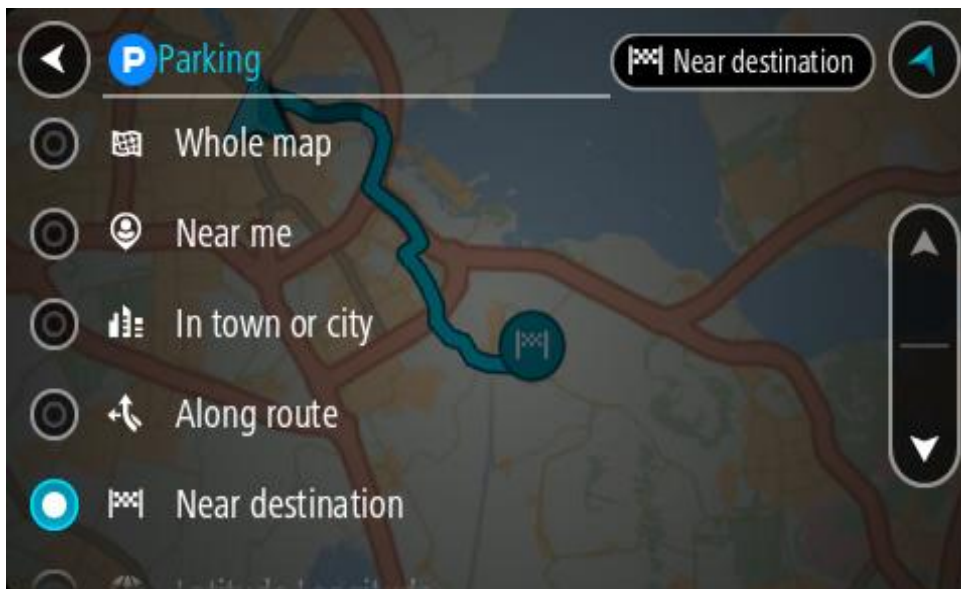 Parking
Near destination
Whole map
Near me
In town or city
Along route
Near destination